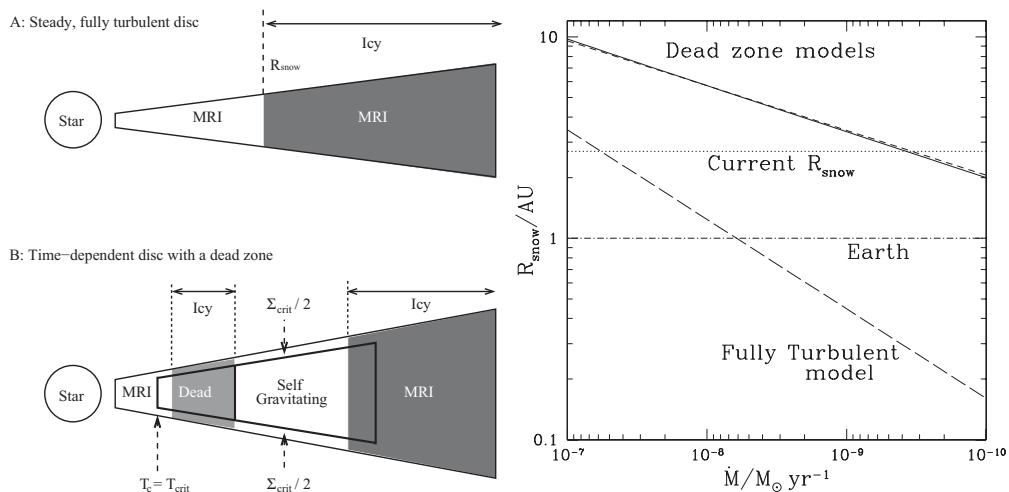 A: Steady, fully turbulent disc
Icy
R_snow
Star
MRI
MRI
B: Time−dependent disc with a dead zone
Icy
Σ_crit / 2
Icy
Star
MRI
Dead
Self
Gravitating
MRI
T_c = T_crit
Σ_crit / 2
10
Dead zone models
Current R_snow
R_snow/AU
1
Earth
Fully Turbulent
model
0.1
10⁻⁷
10⁻⁸
10⁻⁹
10⁻¹⁰
Ṁ/M_⊙ yr⁻¹